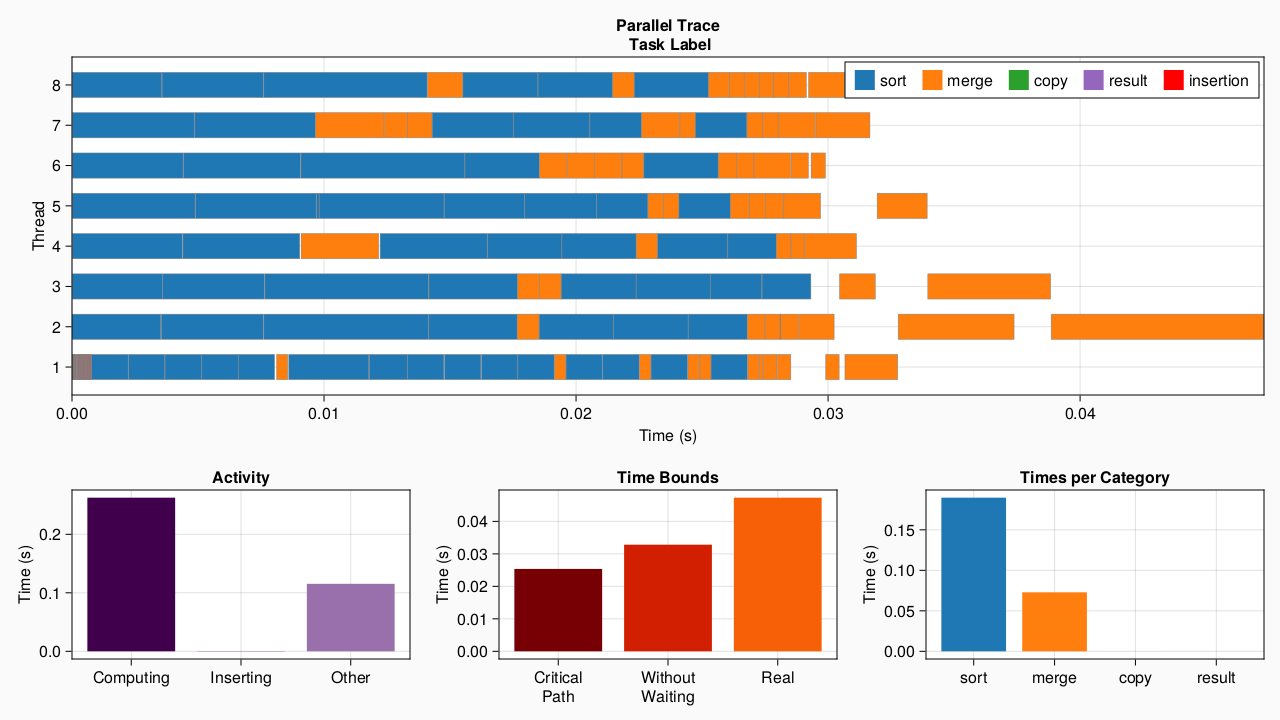 Parallel Trace
Task Label
sort merge copy result insertion
Thread
8
7
6
5
4
3
2
1
0.00 0.01 0.02 0.03 0.04
Time (s)
Activity
Time (s)
0.2
0.1
0.0
Computing Inserting Other
Time Bounds
Time (s)
0.04
0.03
0.02
0.01
0.00
Critical Path Without Waiting Real
Times per Category
Time (s)
0.15
0.10
0.05
0.00
sort merge copy result